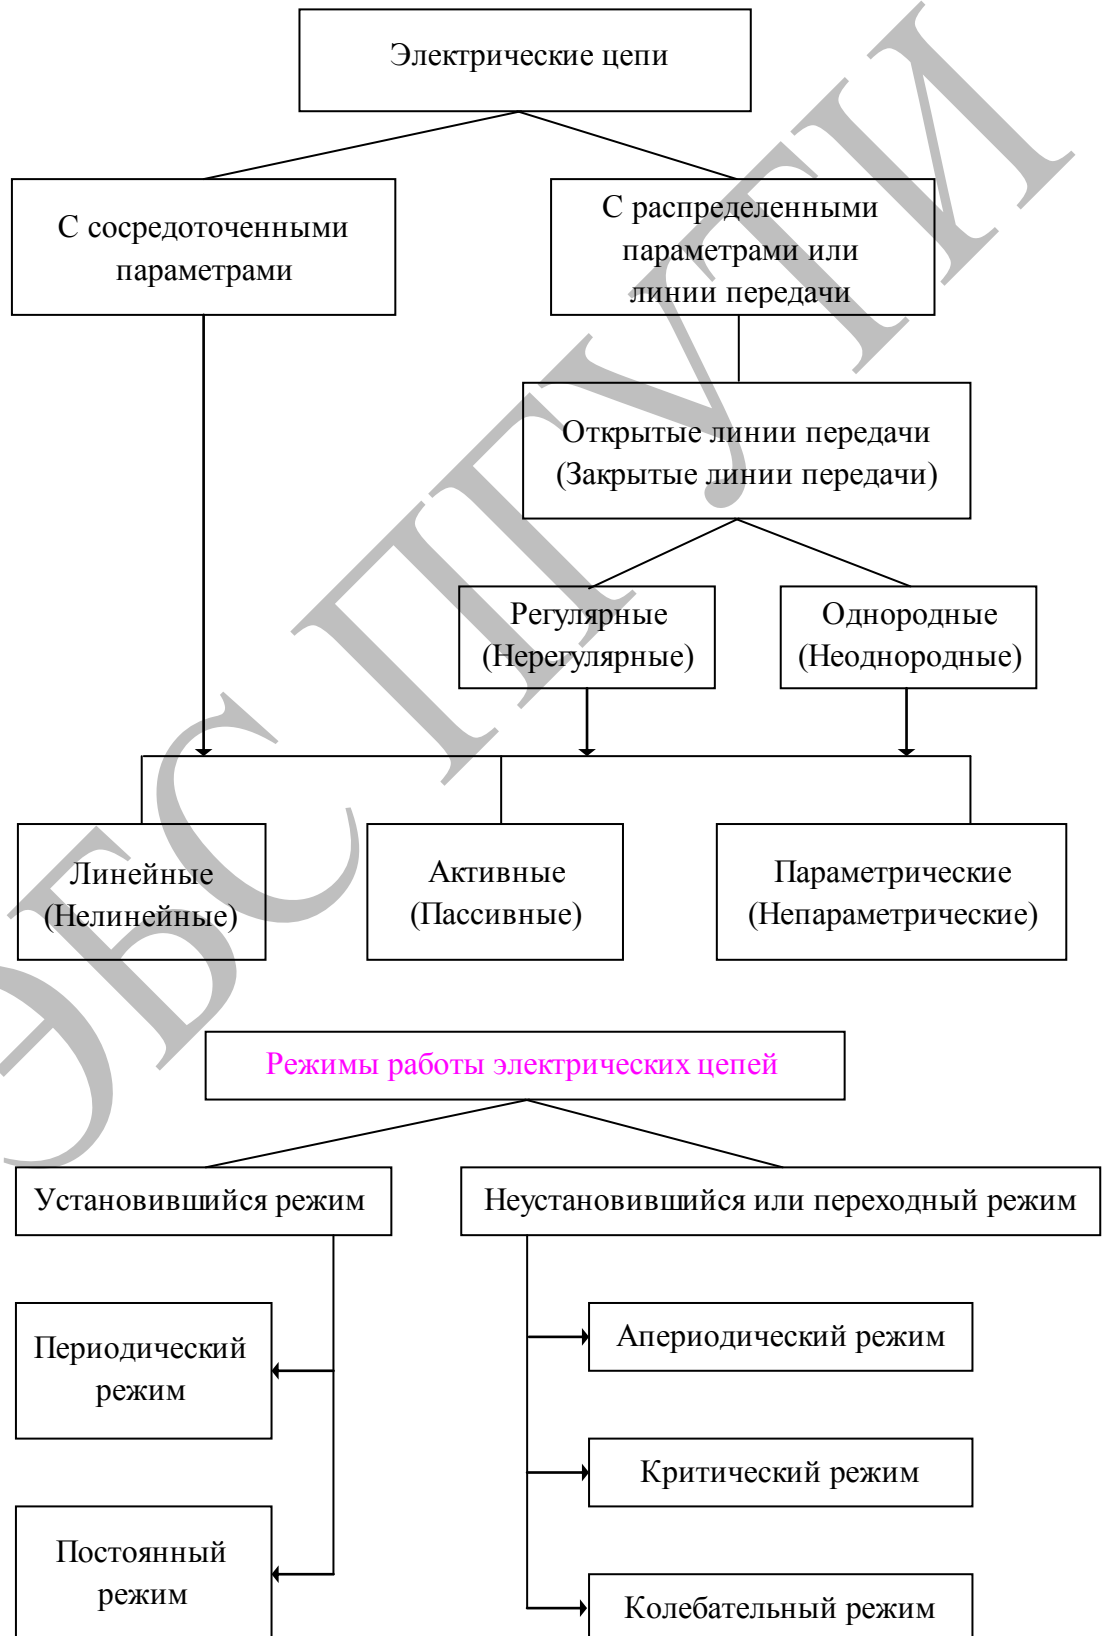 Электрические цепи
С сосредоточенными
параметрами
С распределенными
параметрами или
линии передачи
Открытые линии передачи
(Закрытые линии передачи)
Регулярные
(Нерегулярные)
Однородные
(Неоднородные)
Линейные
(Нелинейные)
Активные
(Пассивные)
Параметрические
(Непараметрические)
Режимы работы электрических цепей
Установившийся режим
Неустановившийся или переходный режим
Периодический
режим
Апериодический режим
Критический режим
Постоянный
режим
Колебательный режим
ЭБС ПГУТИ